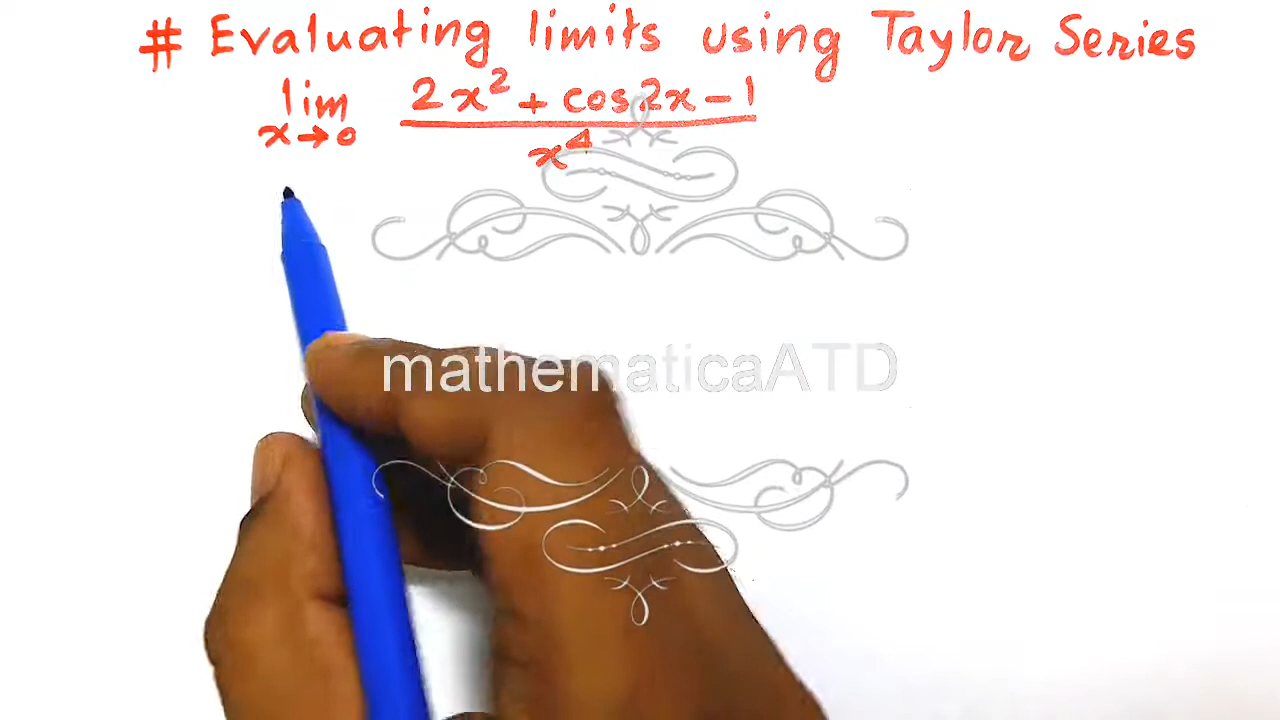 # Evaluating limits using Taylor Series
lim x→0 (2x² + cos2x - 1) / x⁴
mathematicaATD